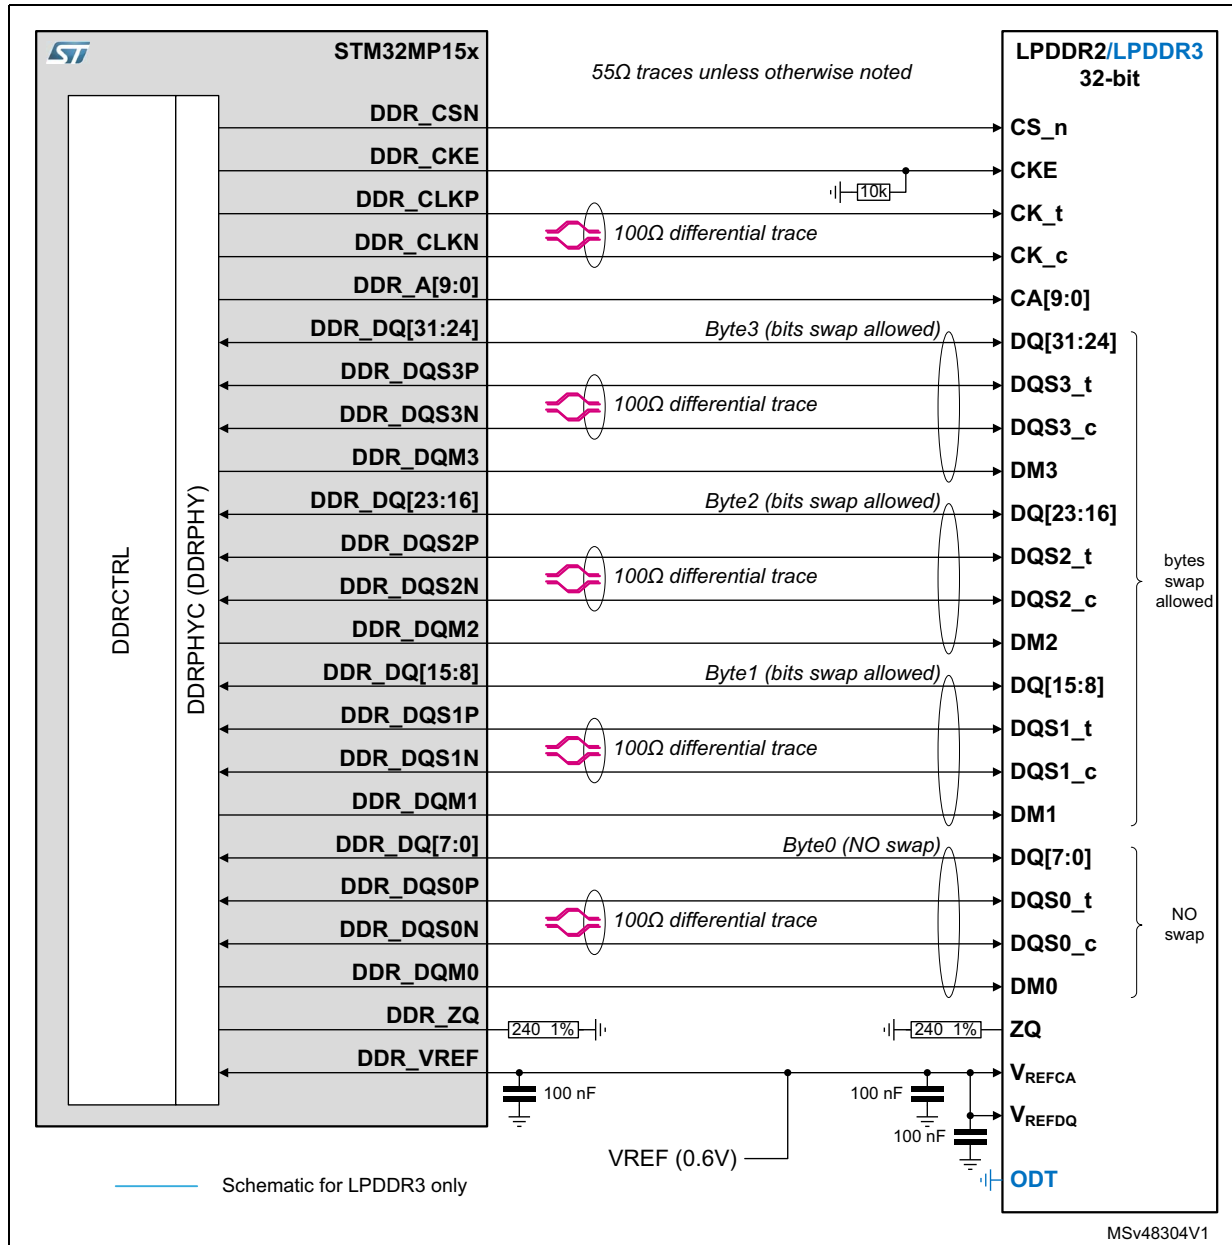 STM32MP15x
55Ω traces unless otherwise noted
LPDDR2/LPDDR3
32-bit
DDRCTRL
DDRPHYC (DDRPHY)
DDR_CSN
CS_n
DDR_CKE
CKE
10k
DDR_CLKP
CK_t
100Ω differential trace
DDR_CLKN
CK_c
DDR_A[9:0]
CA[9:0]
DDR_DQ[31:24]
Byte3 (bits swap allowed)
DQ[31:24]
DDR_DQS3P
DQS3_t
100Ω differential trace
DDR_DQS3N
DQS3_c
DDR_DQM3
DM3
DDR_DQ[23:16]
Byte2 (bits swap allowed)
DQ[23:16]
DDR_DQS2P
DQS2_t
100Ω differential trace
DDR_DQS2N
DQS2_c
DDR_DQM2
DM2
bytes
swap
allowed
DDR_DQ[15:8]
Byte1 (bits swap allowed)
DQ[15:8]
DDR_DQS1P
DQS1_t
100Ω differential trace
DDR_DQS1N
DQS1_c
DDR_DQM1
DM1
DDR_DQ[7:0]
Byte0 (NO swap)
DQ[7:0]
DDR_DQS0P
DQS0_t
100Ω differential trace
DDR_DQS0N
DQS0_c
DDR_DQM0
DM0
NO
swap
DDR_ZQ
240 1%
240 1%
ZQ
DDR_VREF
VREFCA
100 nF
100 nF
VREFDQ
100 nF
VREF (0.6V)
ODT
Schematic for LPDDR3 only
MSv48304V1